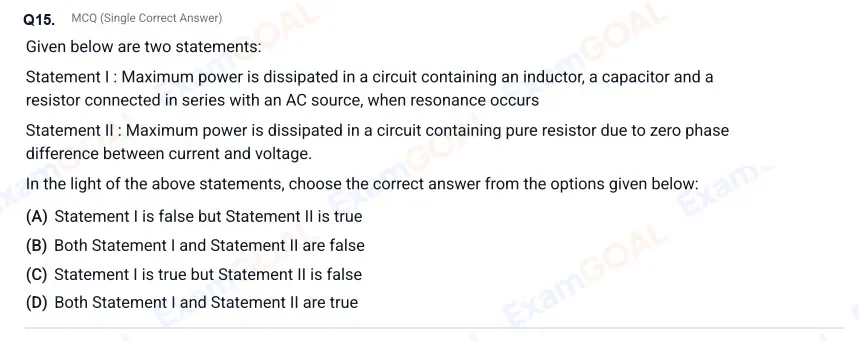 Q15. MCQ (Single Correct Answer)
Given below are two statements:
Statement I : Maximum power is dissipated in a circuit containing an inductor, a capacitor and a
resistor connected in series with an AC source, when resonance occurs
Statement II : Maximum power is dissipated in a circuit containing pure resistor due to zero phase
difference between current and voltage.
In the light of the above statements, choose the correct answer from the options given below:
(A) Statement I is false but Statement II is true
(B) Both Statement I and Statement II are false
(C) Statement I is true but Statement II is false
(D) Both Statement I and Statement II are true